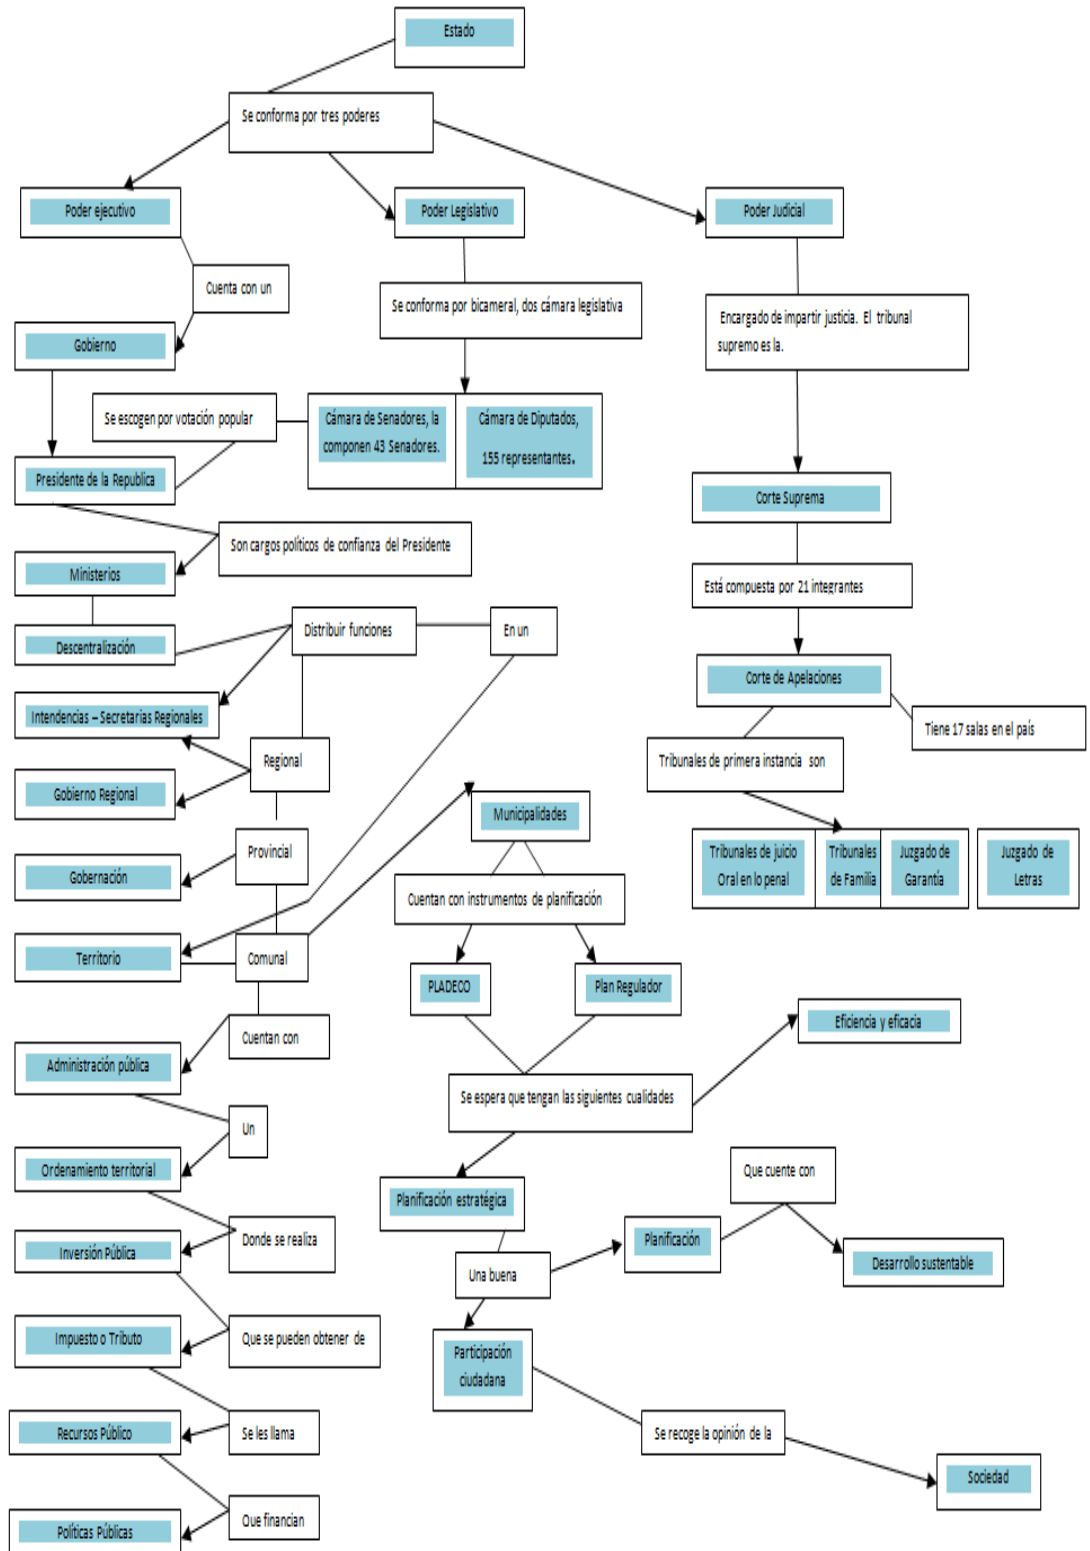 Estado
Se conforma por tres poderes
Poder ejecutivo
Poder Legislativo
Poder Judicial
Cuenta con un
Se conforma por bicameral, dos cámara legislativa
Encargado de impartir justicia. El tribunal
supremo es la.
Gobierno
Se escogen por votación popular
Cámara de Senadores, la
componen 43 Senadores.
Cámara de Diputados,
155 representantes.
Presidente de la Republica
Corte Suprema
Son cargos políticos de confianza del Presidente
Ministerios
Está compuesta por 21 integrantes
Descentralización
Distribuir funciones
En un
Corte de Apelaciones
Intendencias – Secretarias Regionales
Tiene 17 salas en el país
Regional
Tribunales de primera instancia son
Gobierno Regional
Municipalidades
Provincial
Tribunales de juicio
Oral en lo penal
Tribunales
de Familia
Juzgado de
Garantía
Juzgado de
Letras
Gobernación
Cuentan con instrumentos de planificación
Territorio
Comunal
PLADECO
Plan Regulador
Eficiencia y eficacia
Cuentan con
Administración pública
Se espera que tengan las siguientes cualidades
Un
Ordenamiento territorial
Que cuente con
Planificación estratégica
Donde se realiza
Planificación
Inversión Pública
Desarrollo sustentable
Una buena
Impuesto o Tributo
Que se pueden obtener de
Participación
ciudadana
Recursos Público
Se les llama
Se recoge la opinión de la
Sociedad
Que financian
Políticas Públicas